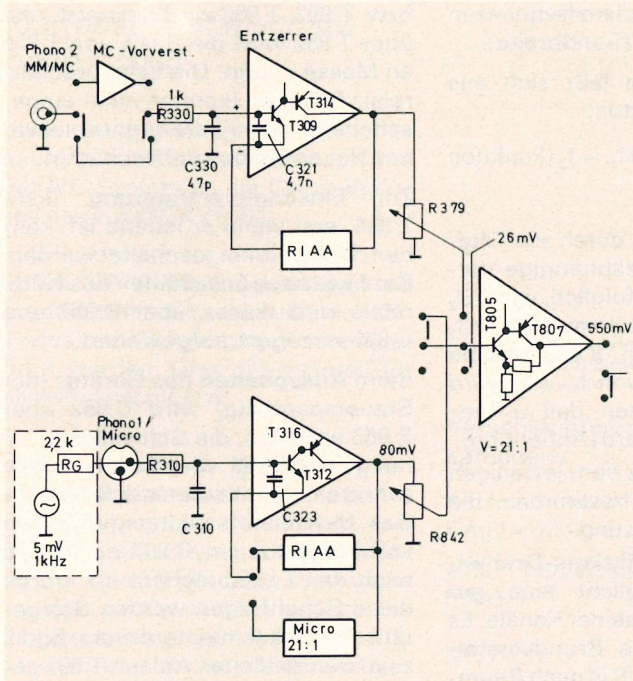 Entzerrer
Phono 2
MM/MC
MC-Vorverst.
1k
R330
T314
T309
C330
47p
C321
4,7n
-
RIAA
R379
26mV
T805
T807
550mV
V=21:1
Phono1/
Micro
2,2 k
RG
R310
5 mV
1kHz
C310
T316
T312
C323
80mV
R842
RIAA
Micro
21:1